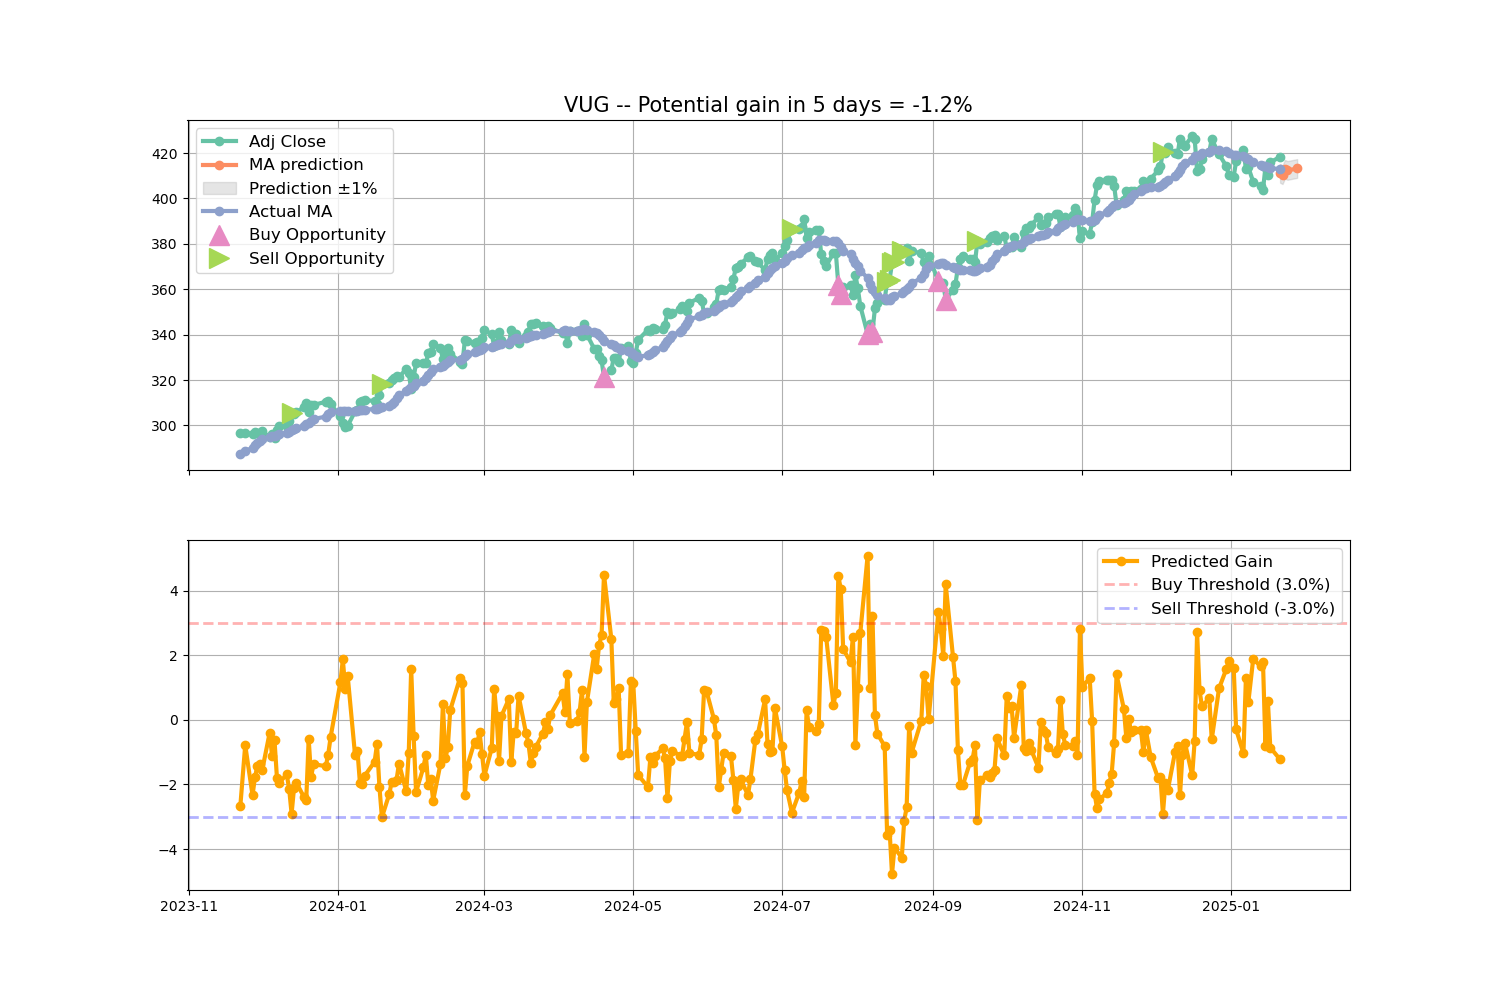 VUG -- Potential gain in 5 days = -1.2%
Adj Close
MA prediction
Prediction ±1%
Actual MA
Buy Opportunity
Sell Opportunity
420
400
380
360
340
320
300
Predicted Gain
Buy Threshold (3.0%)
Sell Threshold (-3.0%)
4
2
0
−2
−4
2023-11 2024-01 2024-03 2024-05 2024-07 2024-09 2024-11 2025-01